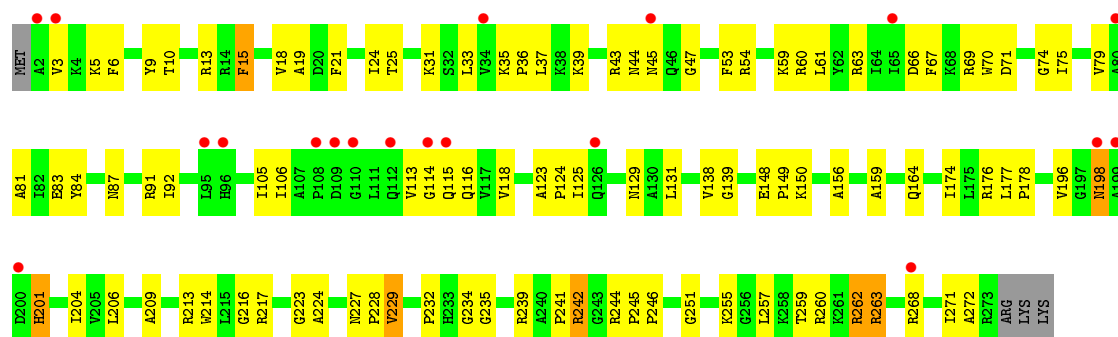 MET A2 V3 K4 K5 F6 Y9 T10 R13 R14 F15 V18 A19 D20 F21 I24 T25 K31 S32 L33 V34 K35 P36 L37 K38 K39 R43 N44 N45 Q46 G47 F53 R54 K59 R60 L61 Y62 R63 I64 I65 D66 F67 K68 R69 W70 D71 G74 I75 V79 A80
A81 I82 E83 Y84 N87 R91 I92 L95 H96 I105 I106 A107 P108 D109 G110 L111 Q112 V113 G114 Q115 Q116 V117 V118 A123 P124 I125 Q126 N129 A130 L131 V138 G139 E148 P149 K150 A156 A159 Q164 I174 L175 R176 L177 P178 V196 G197 N198 A199
D200 H201 I204 V205 L206 A209 R213 W214 L215 G216 R217 G223 A224 N227 P228 V229 P232 H233 G234 G235 R239 A240 P241 R242 G243 R244 P245 P246 G251 K255 G256 L257 K258 T259 R260 K261 R262 R263 R268 I271 A272 R273 ARG LYS LYS